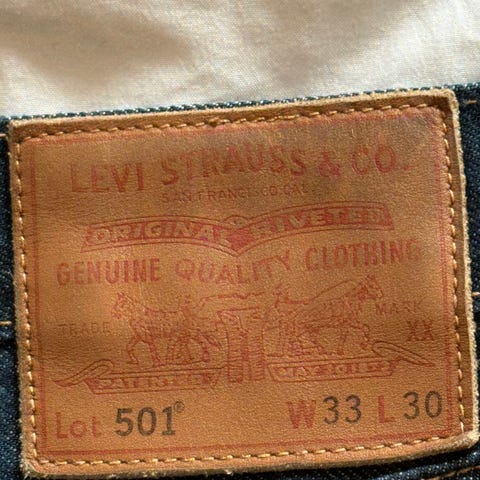 LEVI STRAUSS & CO.
SAN FRANCISCO CAL.
ORIGINAL RIVETED
GENUINE QUALITY CLOTHING
TRADE MARK
XX
PATENTED MAY 20 1873
Lot 501® W33 L30